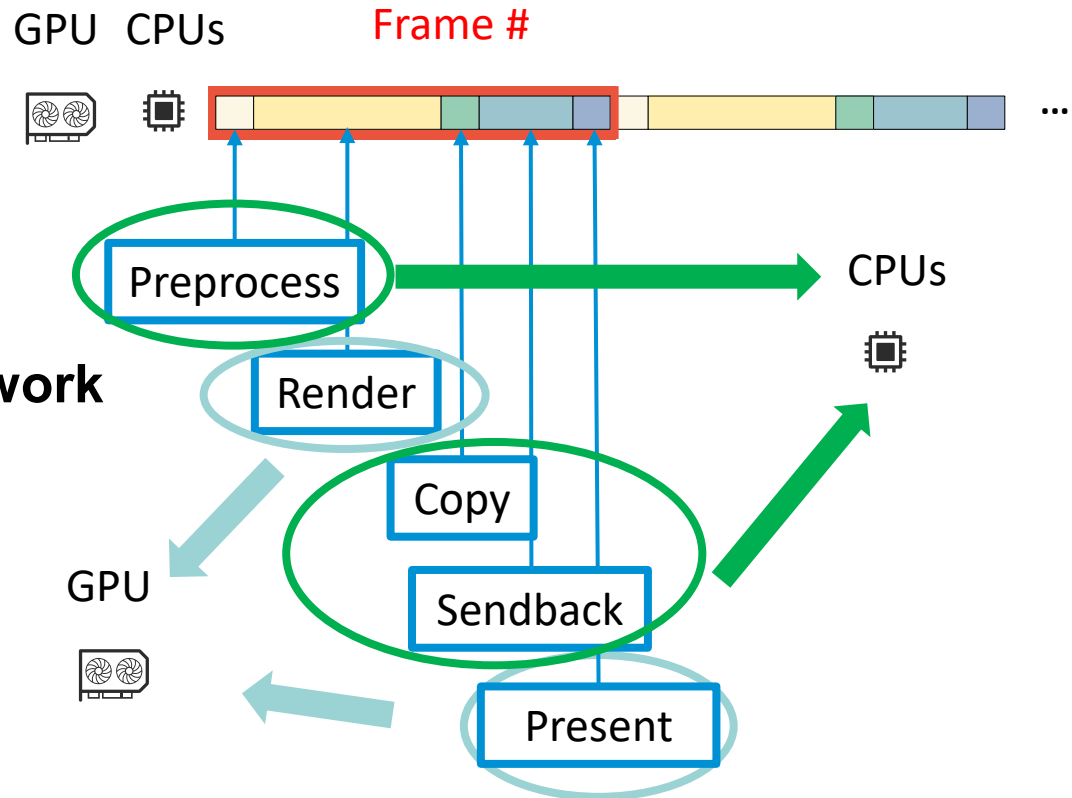 GPU CPUs Frame #
...
Preprocess
CPUs
work
Render
Copy
GPU
Sendback
Present